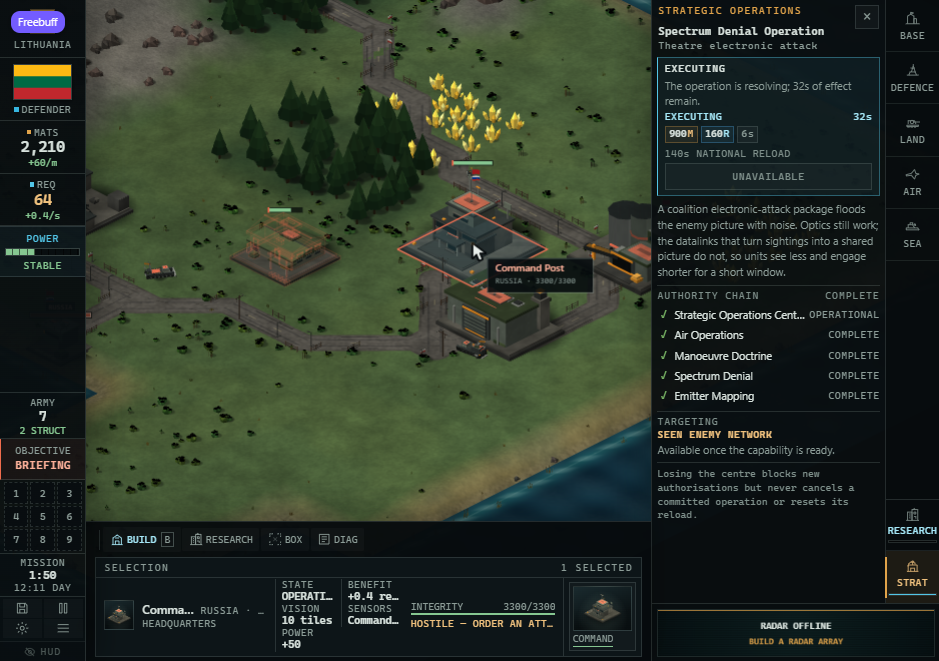 Freebuff
LITHUANIA
DEFENDER
MATS
2,210
+60/m
REQ
64
+0.4/s
POWER
STABLE
ARMY
7
2 STRUCT
OBJECTIVE
BRIEFING
1 2 3
4 5 6
7 8 9
MISSION
1:50
12:11 DAY
HUD
Command Post
RUSSIA · 3300/3300
BUILD B RESEARCH BOX DIAG
SELECTION 1 SELECTED
Comma... RUSSIA · …
HEADQUARTERS
STATE
OPERATI…
VISION
10 tiles
POWER
+50
BENEFIT
+0.4 re…
SENSORS
Command…
INTEGRITY 3300/3300
HOSTILE — ORDER AN ATT…
COMMAND
STRATEGIC OPERATIONS
×
Spectrum Denial Operation
Theatre electronic attack
EXECUTING
The operation is resolving; 32s of effect
remain.
EXECUTING 32s
900M 160R 6s
140s NATIONAL RELOAD
UNAVAILABLE
A coalition electronic-attack package floods
the enemy picture with noise. Optics still work;
the datalinks that turn sightings into a shared
picture do not, so units see less and engage
shorter for a short window.
AUTHORITY CHAIN COMPLETE
✓ Strategic Operations Cent... OPERATIONAL
✓ Air Operations COMPLETE
✓ Manoeuvre Doctrine COMPLETE
✓ Spectrum Denial COMPLETE
✓ Emitter Mapping COMPLETE
TARGETING
SEEN ENEMY NETWORK
Available once the capability is ready.
Losing the centre blocks new
authorisations but never cancels a
committed operation or resets its
reload.
BASE
DEFENCE
LAND
AIR
SEA
RESEARCH
STRAT
RADAR OFFLINE
BUILD A RADAR ARRAY